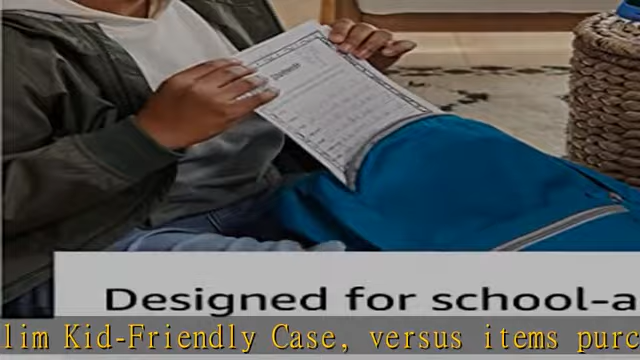 Designed for school-a
lim Kid-Friendly Case, versus items purc